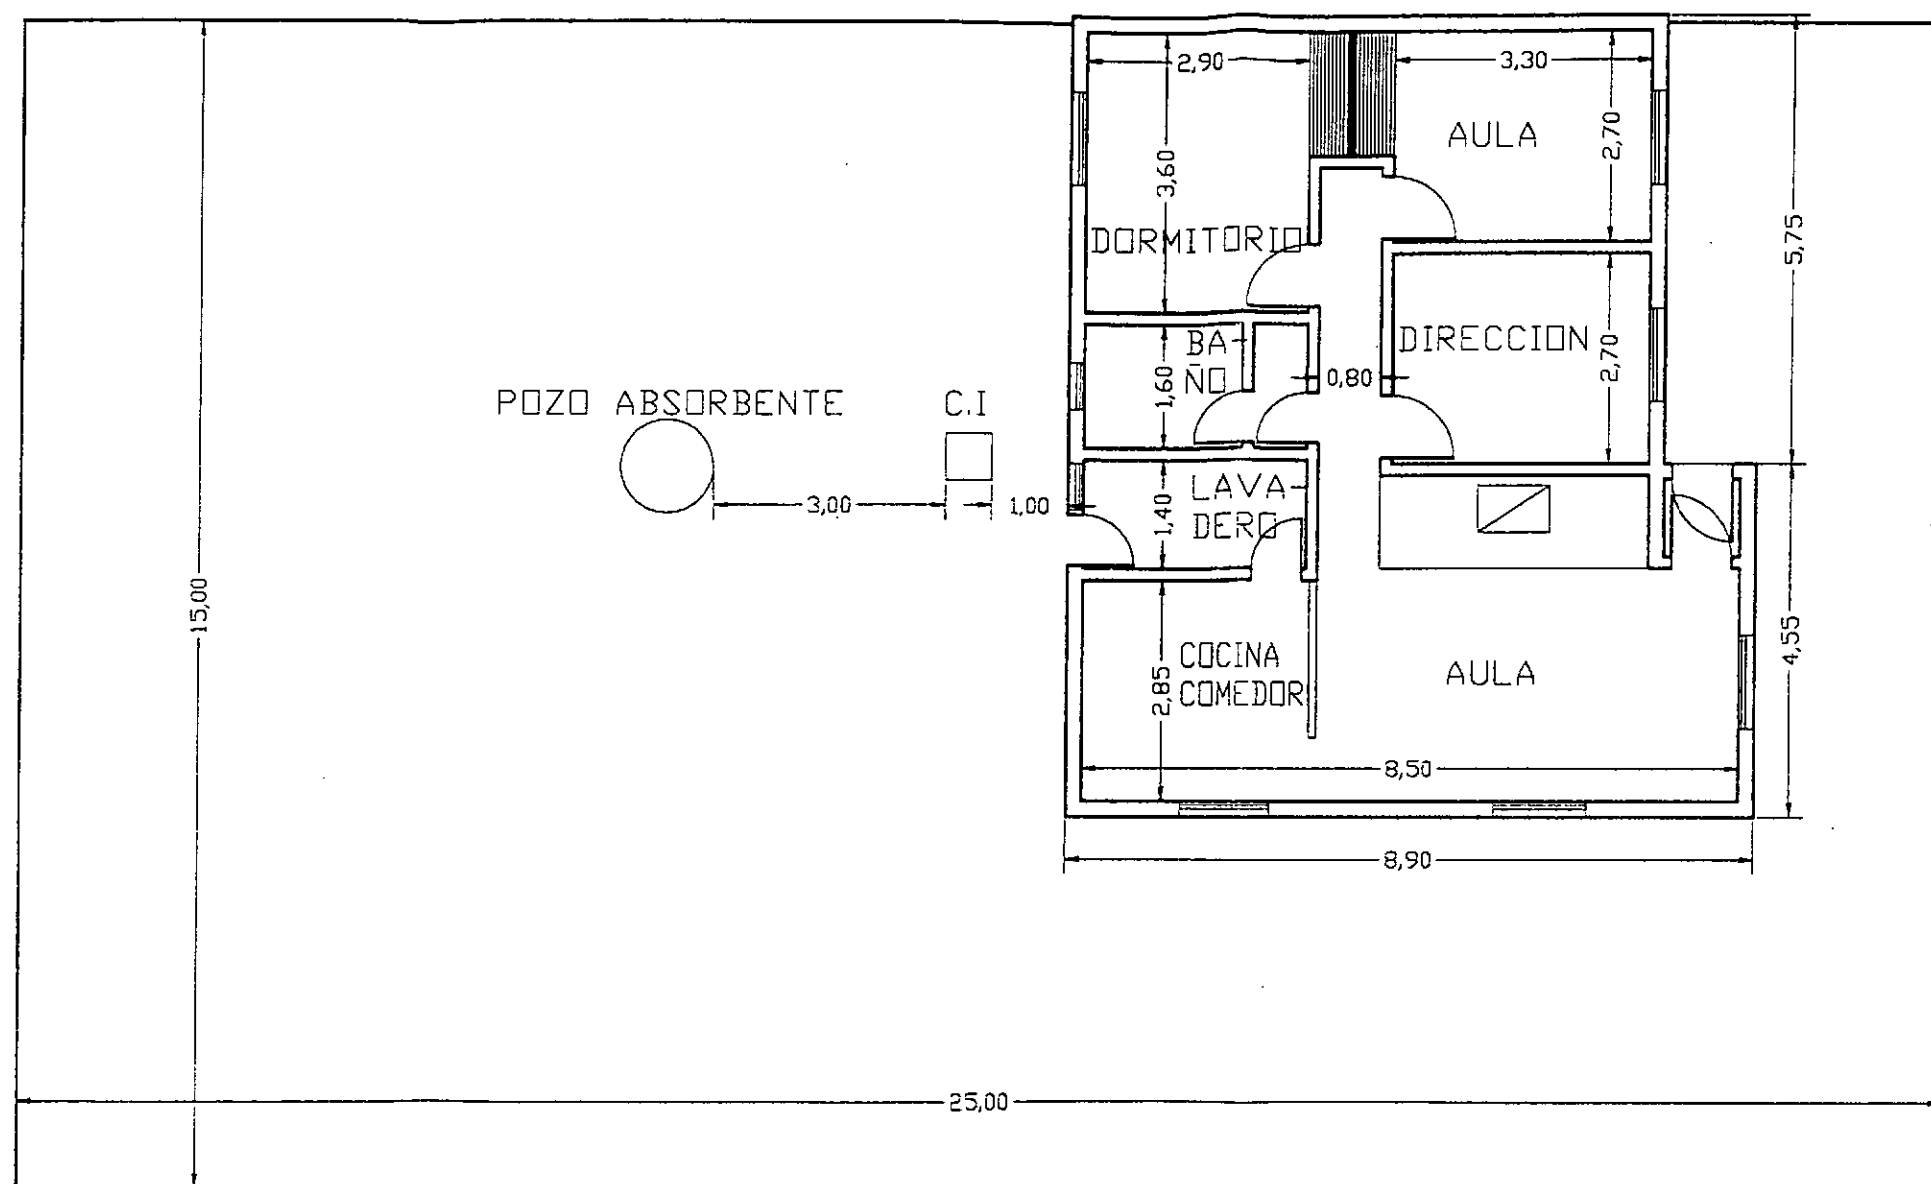 2,90
3,30
AULA
2,70
3,60
5,75
DORMITORIO
BA-
ÑO
DIRECCION
1,60
0,80
2,70
POZO ABSORBENTE
C.I
LAVA-
DERO
3,00
1,00
1,40
15,00
4,55
COCINA
COMEDOR
2,85
AULA
8,50
8,90
25,00